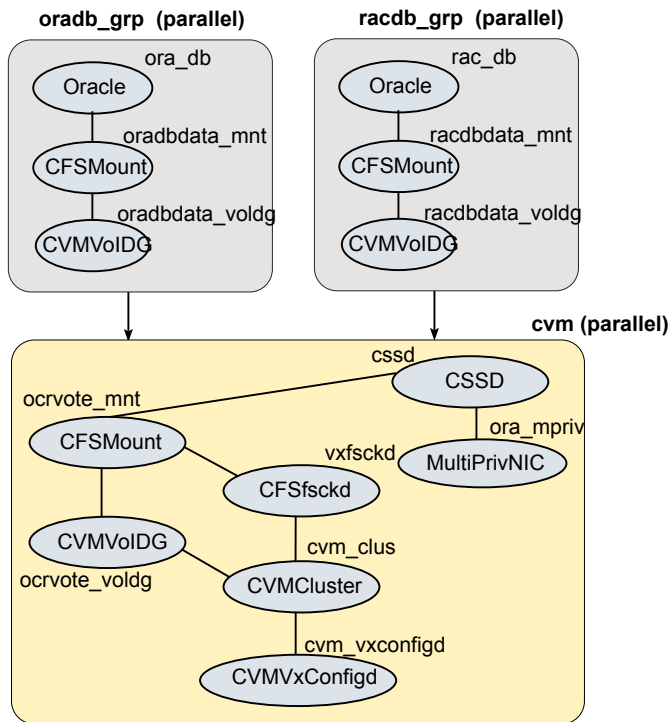 oradb_grp (parallel)
ora_db
Oracle
oradbdata_mnt
CFSMount
oradbdata_voldg
CVMVolDG
racdb_grp (parallel)
rac_db
Oracle
racdbdata_mnt
CFSMount
racdbdata_voldg
CVMVolDG
cvm (parallel)
cssd
CSSD
ocrvote_mnt
ora_mpriv
CFSMount
vxfsckd
MultiPrivNIC
CFSfsckd
CVMVolDG
cvm_clus
ocrvote_voldg
CVMCluster
cvm_vxconfigd
CVMVxConfigd